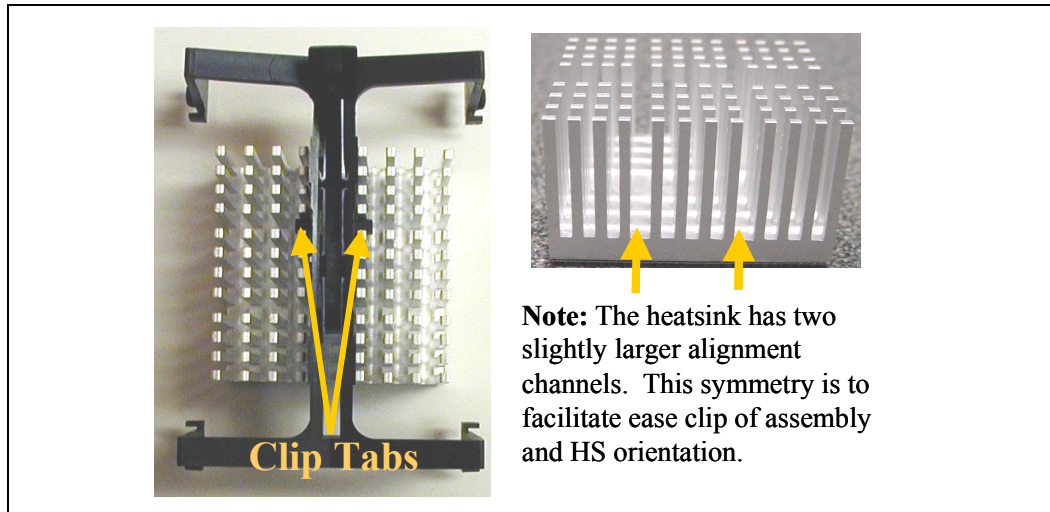 Clip Tabs
Note: The heatsink has two
slightly larger alignment
channels.  This symmetry is to
facilitate ease clip of assembly
and HS orientation.